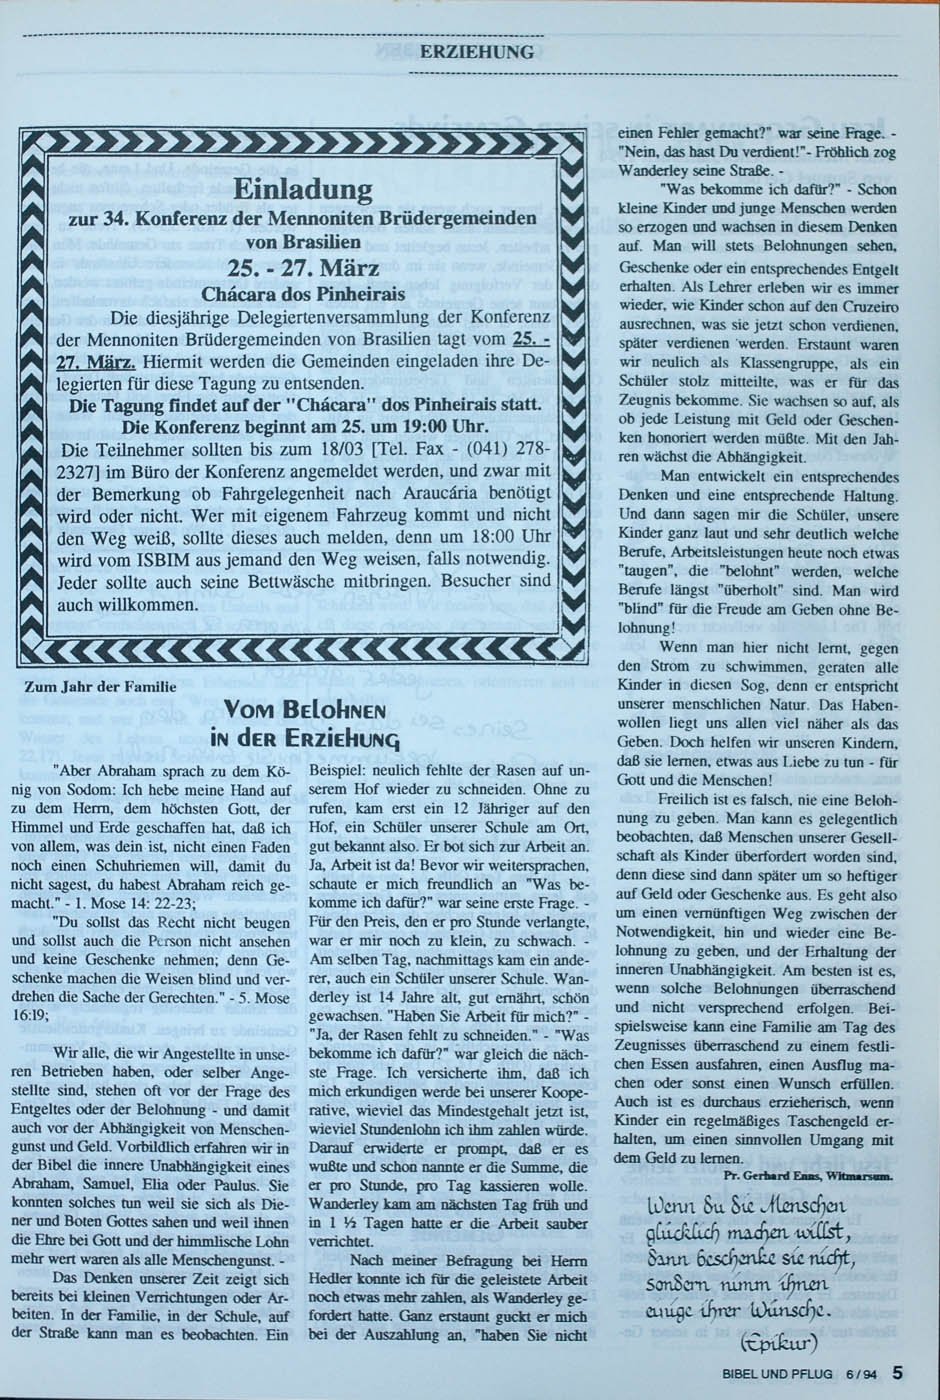 ERZIEHUNG
Einladung
zur 34. Konferenz der Mennoniten Brüdergemeinden
von Brasilien
25. - 27. März
Chácara dos Pinheirais
Die diesjährige Delegiertenversammlung der Konferenz
der Mennoniten Brüdergemeinden von Brasilien tagt vom 25. -
27. März. Hiermit werden die Gemeinden eingeladen ihre De-
legierten für diese Tagung zu entsenden.
Die Tagung findet auf der "Chácara" dos Pinheirais statt.
Die Konferenz beginnt am 25. um 19:00 Uhr.
Die Teilnehmer sollten bis zum 18/03 [Tel. Fax - (041) 278-
2327] im Büro der Konferenz angemeldet werden, und zwar mit
der Bemerkung ob Fahrgelegenheit nach Araucária benötigt
wird oder nicht. Wer mit eigenem Fahrzeug kommt und nicht
den Weg weiß, sollte dieses auch melden, denn um 18:00 Uhr
wird vom ISBIM aus jemand den Weg weisen, falls notwendig.
Jeder sollte auch seine Bettwäsche mitbringen. Besucher sind
auch willkommen.
Zum Jahr der Familie
VOM BELOHNEN
IN DER ERZIEHUNG
"Aber Abraham sprach zu dem Kö-
nig von Sodom: Ich hebe meine Hand auf
zu dem Herrn, dem höchsten Gott, der
Himmel und Erde geschaffen hat, daß ich
von allem, was dein ist, nicht einen Faden
noch einen Schuhriemen will, damit du
nicht sagest, du habest Abraham reich ge-
macht." - 1. Mose 14: 22-23;
"Du sollst das Recht nicht beugen
und sollst auch die Person nicht ansehen
und keine Geschenke nehmen; denn Ge-
schenke machen die Weisen blind und ver-
drehen die Sache der Gerechten." - 5. Mose
16:19;
Wir alle, die wir Angestellte in unse-
ren Betrieben haben, oder selber Ange-
stellte sind, stehen oft vor der Frage des
Entgeltes oder der Belohnung - und damit
auch vor der Abhängigkeit von Menschen-
gunst und Geld. Vorbildlich erfahren wir in
der Bibel die innere Unabhängigkeit eines
Abraham, Samuel, Elia oder Paulus. Sie
konnten solches tun weil sie sich als Die-
ner und Boten Gottes sahen und weil ihnen
die Ehre bei Gott und der himmlische Lohn
mehr wert waren als alle Menschengunst. -
Das Denken unserer Zeit zeigt sich
bereits bei kleinen Verrichtungen oder Ar-
beiten. In der Familie, in der Schule, auf
der Straße kann man es beobachten. Ein
Beispiel: neulich fehlte der Rasen auf un-
serem Hof wieder zu schneiden. Ohne zu
rufen, kam erst ein 12 Jähriger auf den
Hof, ein Schüler unserer Schule am Ort,
gut bekannt also. Er bot sich zur Arbeit an.
Ja, Arbeit ist da! Bevor wir weitersprachen,
schaute er mich freundlich an "Was be-
komme ich dafür?" war seine erste Frage. -
Für den Preis, den er pro Stunde verlangte,
war er mir noch zu klein, zu schwach. -
Am selben Tag, nachmittags kam ein ande-
rer, auch ein Schüler unserer Schule. Wan-
derley ist 14 Jahre alt, gut ernährt, schön
gewachsen. "Haben Sie Arbeit für mich?" -
"Ja, der Rasen fehlt zu schneiden." - "Was
bekomme ich dafür?" war gleich die näch-
ste Frage. Ich versicherte ihm, daß ich
mich erkundigen werde bei unserer Koope-
rative, wieviel das Mindestgehalt jetzt ist,
wieviel Stundenlohn ich ihm zahlen würde.
Darauf erwiderte er prompt, daß er es
wußte und schon nannte er die Summe, die
er pro Stunde, pro Tag kassieren wolle.
Wanderley kam am nächsten Tag früh und
in 1 ½ Tagen hatte er die Arbeit sauber
verrichtet.
Nach meiner Befragung bei Herrn
Hedler konnte ich für die geleistete Arbeit
noch etwas mehr zahlen, als Wanderley ge-
fordert hatte. Ganz erstaunt guckt er mich
bei der Auszahlung an, "haben Sie nicht
einen Fehler gemacht?" war seine Frage. -
"Nein, das hast Du verdient!"- Fröhlich zog
Wanderley seine Straße. -
"Was bekomme ich dafür?" - Schon
kleine Kinder und junge Menschen werden
so erzogen und wachsen in diesem Denken
auf. Man will stets Belohnungen sehen,
Geschenke oder ein entsprechendes Entgelt
erhalten. Als Lehrer erleben wir es immer
wieder, wie Kinder schon auf den Cruzeiro
ausrechnen, was sie jetzt schon verdienen,
später verdienen werden. Erstaunt waren
wir neulich als Klassengruppe, als ein
Schüler stolz mitteilte, was er für das
Zeugnis bekomme. Sie wachsen so auf, als
ob jede Leistung mit Geld oder Geschen-
ken honoriert werden müßte. Mit den Jah-
ren wächst die Abhängigkeit.
Man entwickelt ein entsprechendes
Denken und eine entsprechende Haltung.
Und dann sagen mir die Schüler, unsere
Kinder ganz laut und sehr deutlich welche
Berufe, Arbeitsleistungen heute noch etwas
"taugen", die "belohnt" werden, welche
Berufe längst "überholt" sind. Man wird
"blind" für die Freude am Geben ohne Be-
lohnung!
Wenn man hier nicht lernt, gegen
den Strom zu schwimmen, geraten alle
Kinder in diesen Sog, denn er entspricht
unserer menschlichen Natur. Das Haben-
wollen liegt uns allen viel näher als das
Geben. Doch helfen wir unseren Kindern,
daß sie lernen, etwas aus Liebe zu tun - für
Gott und die Menschen!
Freilich ist es falsch, nie eine Beloh-
nung zu geben. Man kann es gelegentlich
beobachten, daß Menschen unserer Gesell-
schaft als Kinder überfordert worden sind,
denn diese sind dann später um so heftiger
auf Geld oder Geschenke aus. Es geht also
um einen vernünftigen Weg zwischen der
Notwendigkeit, hin und wieder eine Be-
lohnung zu geben, und der Erhaltung der
inneren Unabhängigkeit. Am besten ist es,
wenn solche Belohnungen überraschend
und nicht versprechend erfolgen. Bei-
spielsweise kann eine Familie am Tag des
Zeugnisses überraschend zu einem festli-
chen Essen ausfahren, einen Ausflug ma-
chen oder sonst einen Wunsch erfüllen.
Auch ist es durchaus erzieherisch, wenn
Kinder ein regelmäßiges Taschengeld er-
halten, um einen sinnvollen Umgang mit
dem Geld zu lernen.
Pr. Gerhard Enns, Witmarsum.
Wenn du die Menschen
glücklich machen willst,
dann beschenke sie nicht,
sondern nimm ihnen
einige ihrer Wünsche.
(Epikur)
BIBEL UND PFLUG 6/94 5